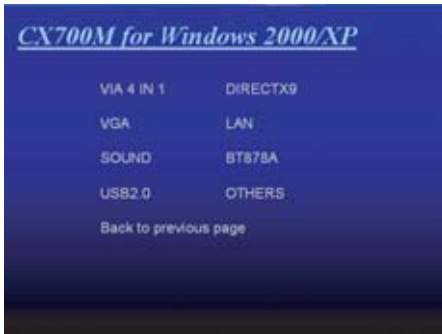 CX700M for Windows 2000/XP
VIA 4 IN 1 DIRECTX9
VGA LAN
SOUND BT878A
USB2.0 OTHERS
Back to previous page